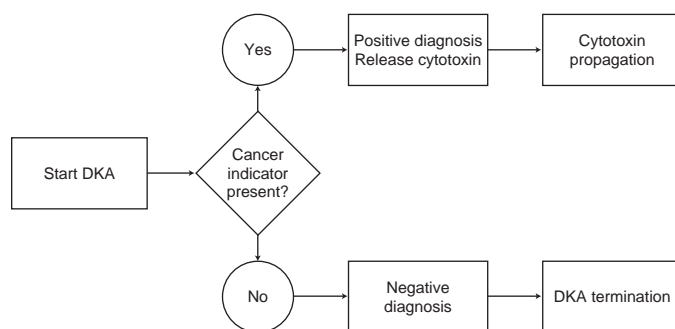 Yes
Positive diagnosis
Release cytotoxin
Cytotoxin
propagation
Start DKA
Cancer
indicator
present?
No
Negative
diagnosis
DKA termination